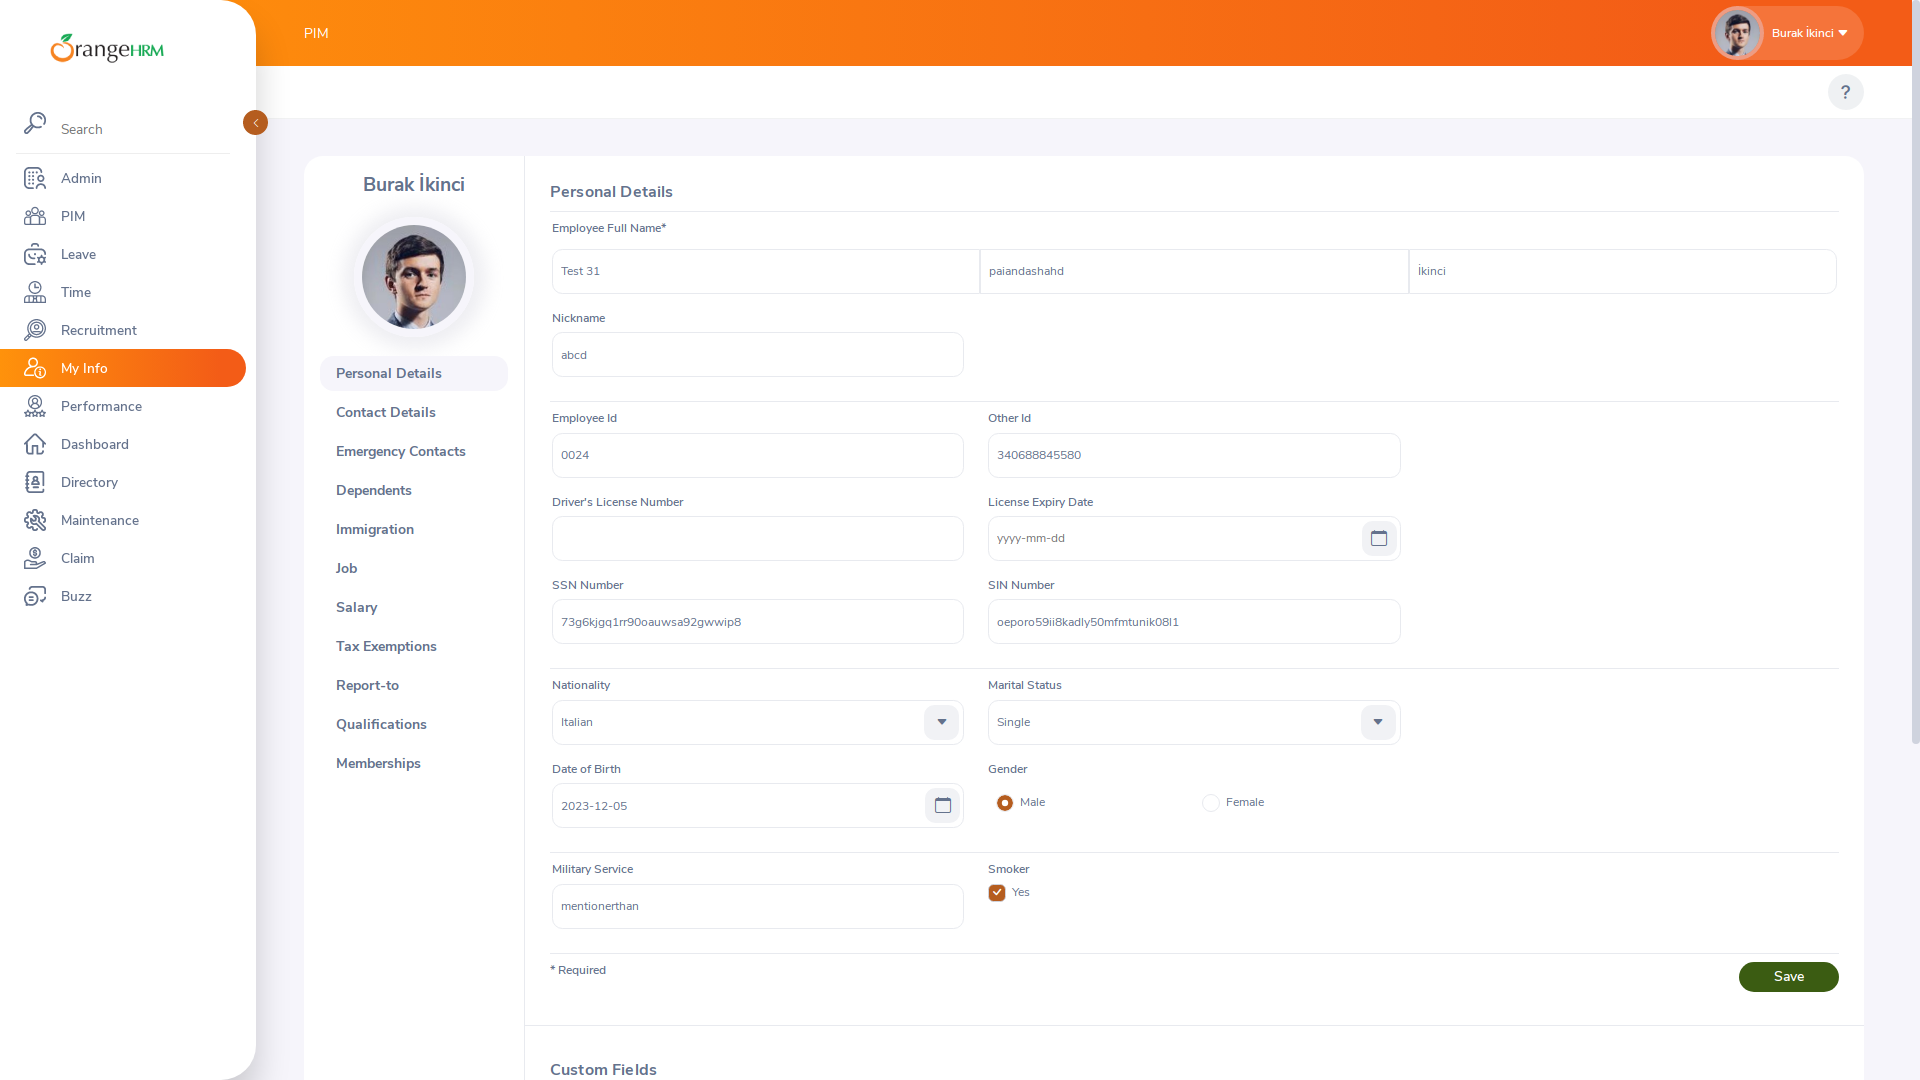 OrangeHRM
PIM
Burak İkinci
?
Search
Admin
PIM
Leave
Time
Recruitment
My Info
Performance
Dashboard
Directory
Maintenance
Claim
Buzz
Burak İkinci
Personal Details
Contact Details
Emergency Contacts
Dependents
Immigration
Job
Salary
Tax Exemptions
Report-to
Qualifications
Memberships
Personal Details
Employee Full Name*
Test 31 paiandashahd İkinci
Nickname
abcd
Employee Id Other Id
0024 340688845580
Driver's License Number License Expiry Date
yyyy-mm-dd
SSN Number SIN Number
73g6kjgq1rr90oauwsa92gwwip8 oeporo59ii8kadly50mfmtunik08l1
Nationality Marital Status
Italian Single
Date of Birth Gender
2023-12-05 Male Female
Military Service Smoker
mentionerthan Yes
* Required Save
Custom Fields